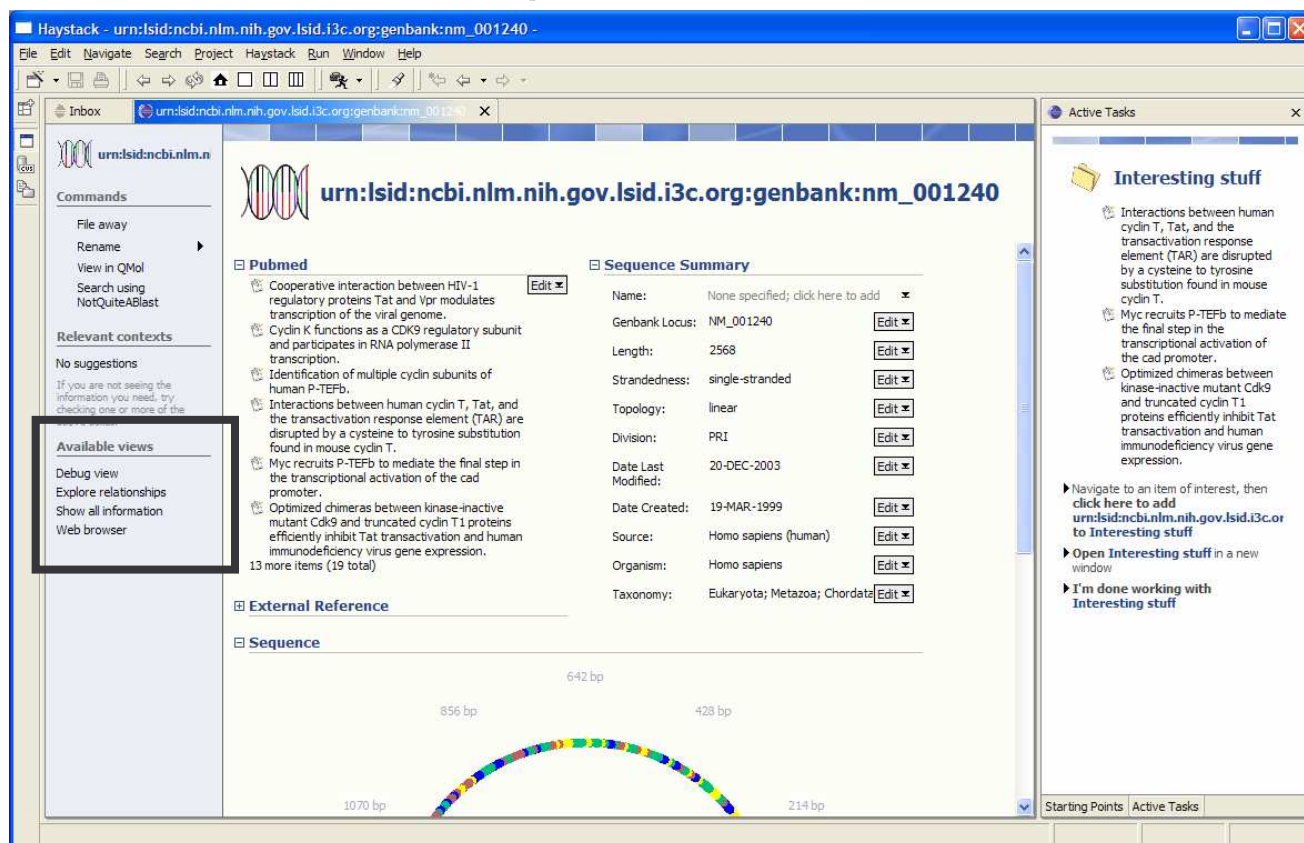 Haystack - urn:lsid:ncbi.nlm.nih.gov.lsid.i3c.org:genbank:nm_001240 -
File Edit Navigate Search Project Haystack Run Window Help
Inbox
urn:lsid:ncbi.nlm.nih.gov.lsid.i3c.org:genbank:nm_00124
urn:lsid:ncbi.nlm.n
Commands
File away
Rename
View in QMol
Search using
NotQuiteABlast
Relevant contexts
No suggestions
If you are not seeing the
information you need, try
checking one or more of the
Available views
Debug view
Explore relationships
Show all information
Web browser
urn:lsid:ncbi.nlm.nih.gov.lsid.i3c.org:genbank:nm_001240
Pubmed
Edit
Cooperative interaction between HIV-1
regulatory proteins Tat and Vpr modulates
transcription of the viral genome.
Cyclin K functions as a CDK9 regulatory subunit
and participates in RNA polymerase II
transcription.
Identification of multiple cyclin subunits of
human P-TEFb.
Interactions between human cyclin T, Tat, and
the transactivation response element (TAR) are
disrupted by a cysteine to tyrosine substitution
found in mouse cyclin T.
Myc recruits P-TEFb to mediate the final step in
the transcriptional activation of the cad
promoter.
Optimized chimeras between kinase-inactive
mutant Cdk9 and truncated cyclin T1 proteins
efficiently inhibit Tat transactivation and human
immunodeficiency virus gene expression.
13 more items (19 total)
External Reference
Sequence
642 bp
856 bp
428 bp
1070 bp
214 bp
Sequence Summary
Name: None specified; click here to add
Genbank Locus: NM_001240 Edit
Length: 2568 Edit
Strandedness: single-stranded Edit
Topology: linear Edit
Division: PRI Edit
Date Last 20-DEC-2003 Edit
Modified:
Date Created: 19-MAR-1999 Edit
Source: Homo sapiens (human) Edit
Organism: Homo sapiens Edit
Taxonomy: Eukaryota; Metazoa; Chordata Edit
Active Tasks
Interesting stuff
Interactions between human
cyclin T, Tat, and the
transactivation response
element (TAR) are disrupted
by a cysteine to tyrosine
substitution found in mouse
cyclin T.
Myc recruits P-TEFb to mediate
the final step in the
transcriptional activation of
the cad promoter.
Optimized chimeras between
kinase-inactive mutant Cdk9
and truncated cyclin T1
proteins efficiently inhibit Tat
transactivation and human
immunodeficiency virus gene
expression.
Navigate to an item of interest, then
click here to add
urn:lsid:ncbi.nlm.nih.gov.lsid.i3c.or
to Interesting stuff
Open Interesting stuff in a new
window
I'm done working with
Interesting stuff
Starting Points Active Tasks